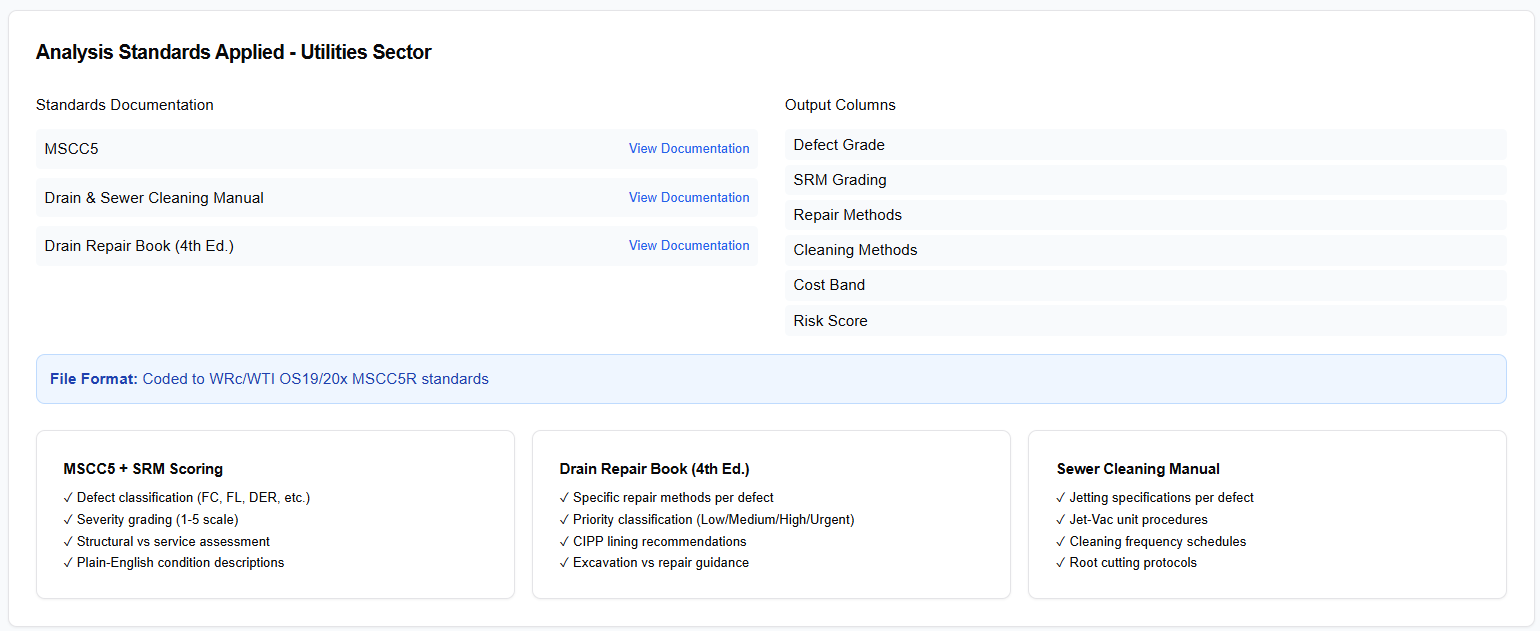 Analysis Standards Applied - Utilities Sector
Standards Documentation
MSCC5
View Documentation
Drain & Sewer Cleaning Manual
View Documentation
Drain Repair Book (4th Ed.)
View Documentation
Output Columns
Defect Grade
SRM Grading
Repair Methods
Cleaning Methods
Cost Band
Risk Score
File Format: Coded to WRc/WTI OS19/20x MSCC5R standards
MSCC5 + SRM Scoring
✓ Defect classification (FC, FL, DER, etc.)
✓ Severity grading (1-5 scale)
✓ Structural vs service assessment
✓ Plain-English condition descriptions
Drain Repair Book (4th Ed.)
✓ Specific repair methods per defect
✓ Priority classification (Low/Medium/High/Urgent)
✓ CIPP lining recommendations
✓ Excavation vs repair guidance
Sewer Cleaning Manual
✓ Jetting specifications per defect
✓ Jet-Vac unit procedures
✓ Cleaning frequency schedules
✓ Root cutting protocols